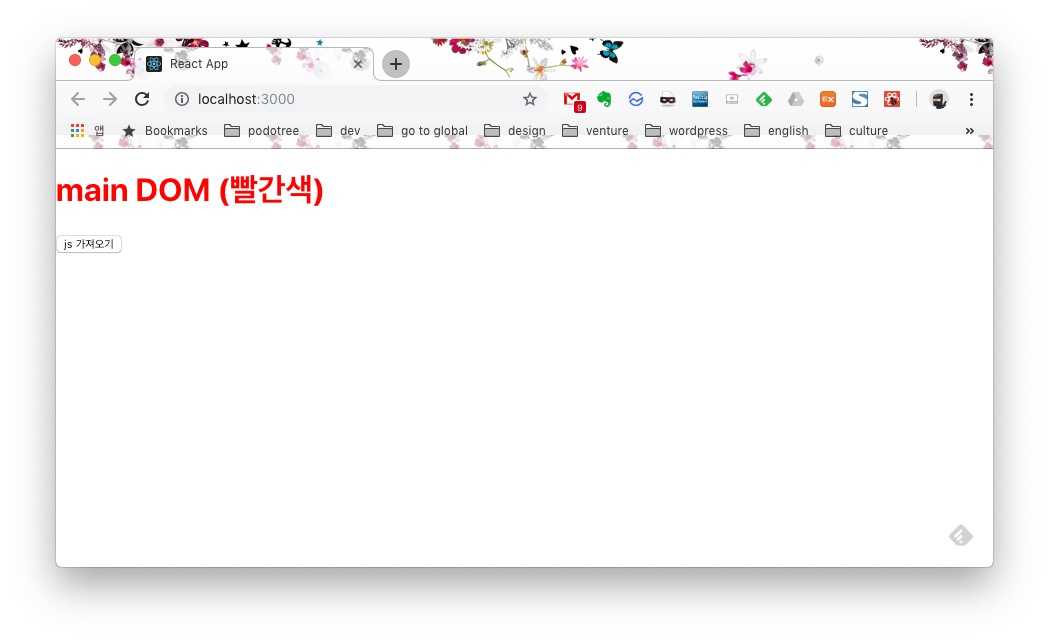 React App
localhost:3000
9
EX
앱 Bookmarks podotree dev go to global design venture wordpress english culture »
main DOM (빨간색)
js 가져오기